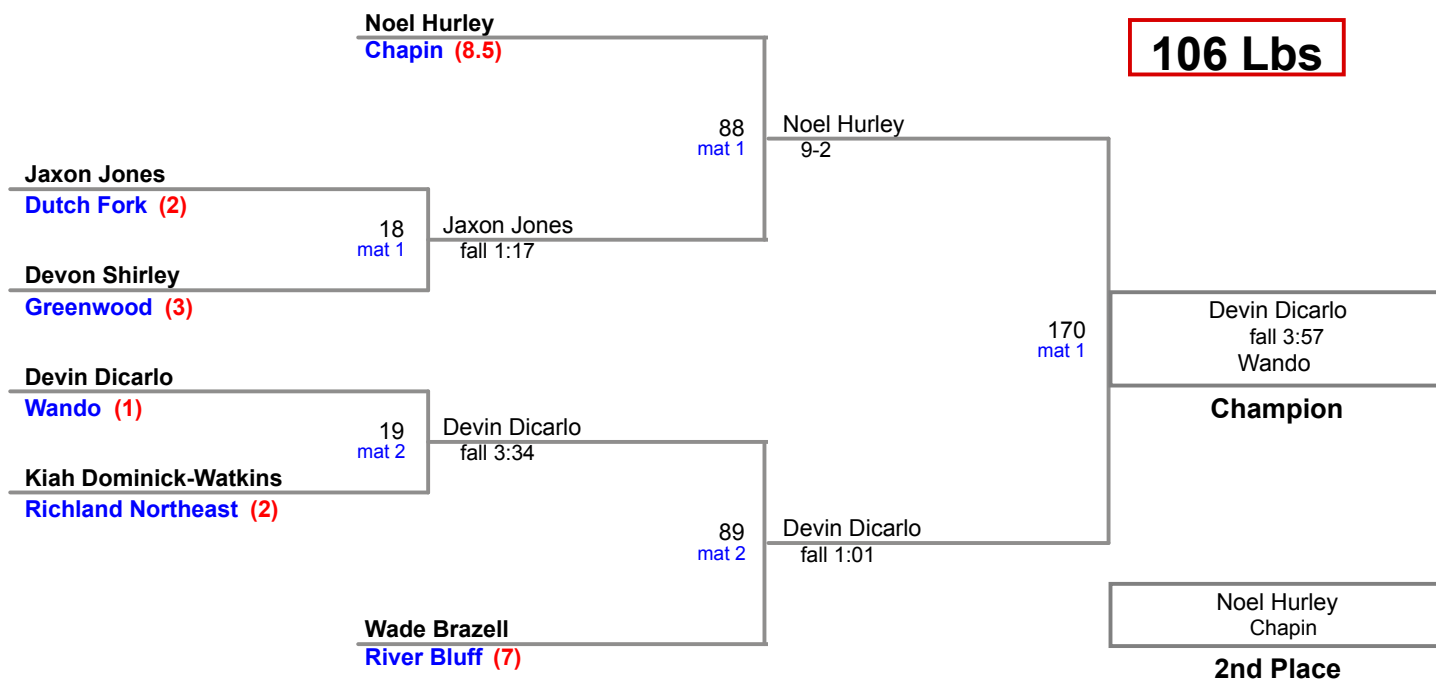 Noel Hurley
Chapin (8.5)
106 Lbs
88
mat 1
Noel Hurley
9-2
Jaxon Jones
Dutch Fork (2)
18
mat 1
Jaxon Jones
fall 1:17
Devon Shirley
Greenwood (3)
170
mat 1
Devin Dicarlo
fall 3:57
Wando
Champion
Devin Dicarlo
Wando (1)
19
mat 2
Devin Dicarlo
fall 3:34
Kiah Dominick-Watkins
Richland Northeast (2)
89
mat 2
Devin Dicarlo
fall 1:01
Wade Brazell
River Bluff (7)
Noel Hurley
Chapin
2nd Place